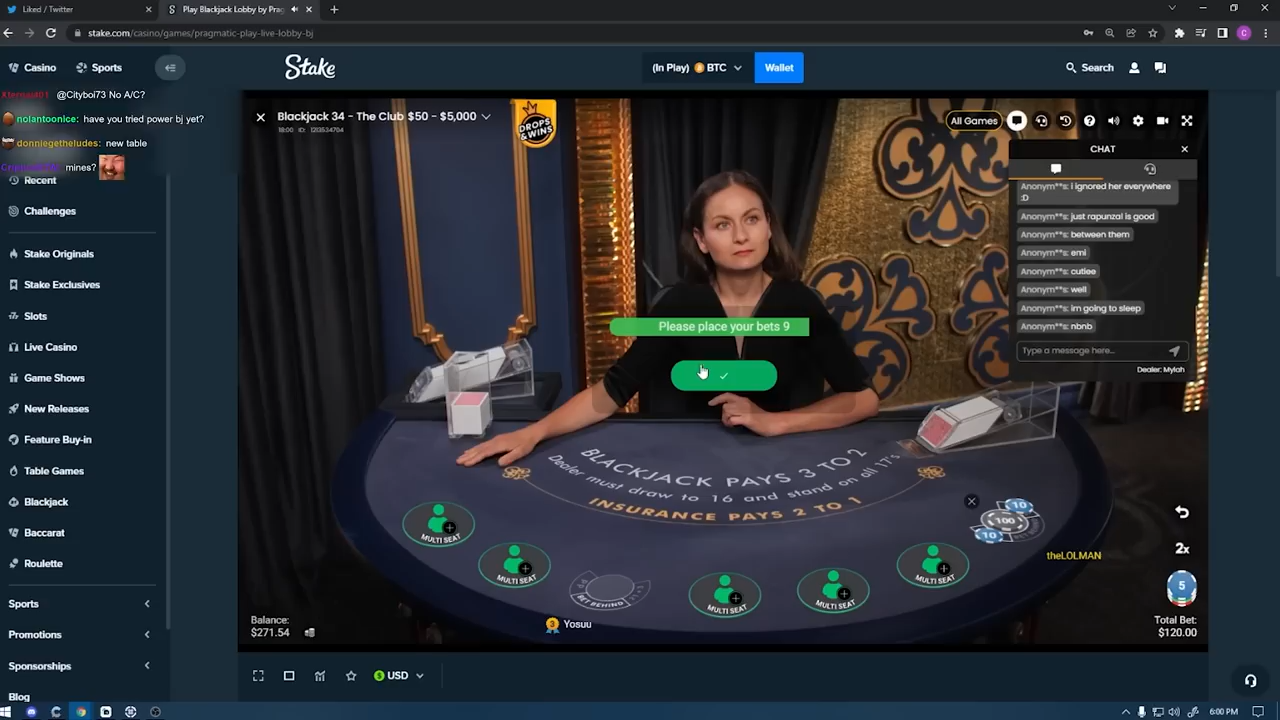 Liked / Twitter
Play Blackjack Lobby by Prag
stake.com/casino/games/pragmatic-play-live-lobby-bj
Casino
Sports
Stake
(In Play)
BTC
Wallet
Search
@Cityboi73 No A/C?
nolantoonice: have you tried power bj yet?
donniegetheludes: new table
mines?
Recent
Challenges
Stake Originals
Stake Exclusives
Slots
Live Casino
Game Shows
New Releases
Feature Buy-in
Table Games
Blackjack
Baccarat
Roulette
Sports
Promotions
Sponsorships
Blog
Blackjack 34 - The Club $50 - $5,000
DROPS
&WINS
All Games
CHAT
Anonym**s: i ignored her everywhere
:D
Anonym**s: just rapunzal is good
Anonym**s: between them
Anonym**s: emi
Anonym**s: cutiee
Anonym**s: well
Anonym**s: im going to sleep
Anonym**s: nbnb
Type a message here...
Dealer: Mylah
Please place your bets 9
BLACKJACK PAYS 3 TO 2
Dealer must draw to 16 and stand on all 17's
INSURANCE PAYS 2 TO 1
MULTI SEAT
MULTI SEAT
BET BEHIND
MULTI SEAT
MULTI SEAT
MULTI SEAT
10
100
10
theLOLMAN
2x
5
3
Yosuu
Balance:
$271.54
Total Bet:
$120.00
USD
6:00 PM